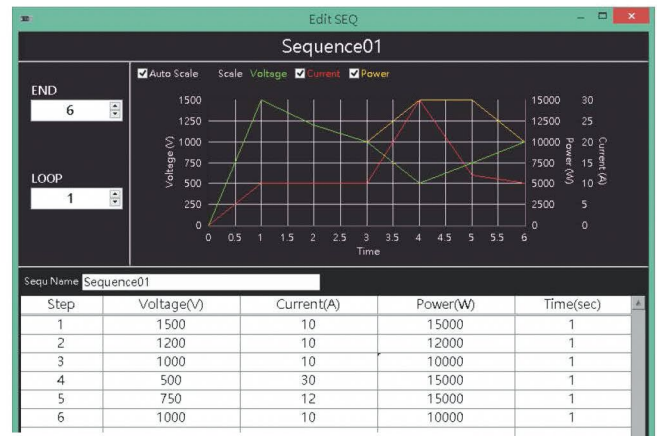 Edit SEQ
Sequence01
Auto Scale Scale Voltage Current Power
END
6
LOOP
1
1500 15000 30
1250 12500 25
1000 10000 20
750 7500 15
500 5000 10
250 2500 5
0 0 0
Voltage (V)
Power (W)
Current (A)
0 0.5 1 1.5 2 2.5 3 3.5 4 4.5 5 5.5 6
Time
Sequ Name Sequence01
Step Voltage(V) Current(A) Power(W) Time(sec)
1 1500 10 15000 1
2 1200 10 12000 1
3 1000 10 10000 1
4 500 30 15000 1
5 750 12 15000 1
6 1000 10 10000 1